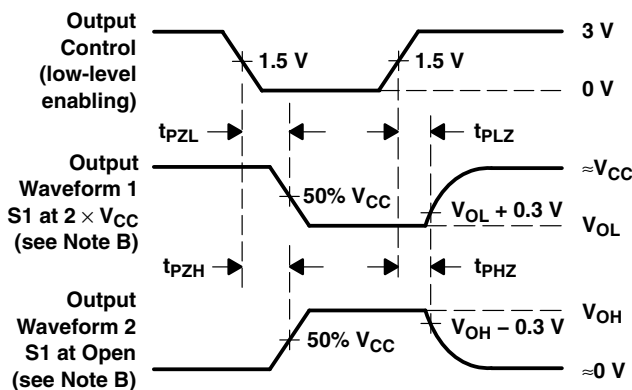 Output
Control
(low-level
enabling)
1.5 V
1.5 V
3 V
0 V
tPZL
tPLZ
Output
Waveform 1
S1 at 2 × VCC
(see Note B)
50% VCC
VOL + 0.3 V
≈VCC
VOL
tPZH
tPHZ
Output
Waveform 2
S1 at Open
(see Note B)
50% VCC
VOH − 0.3 V
VOH
≈0 V